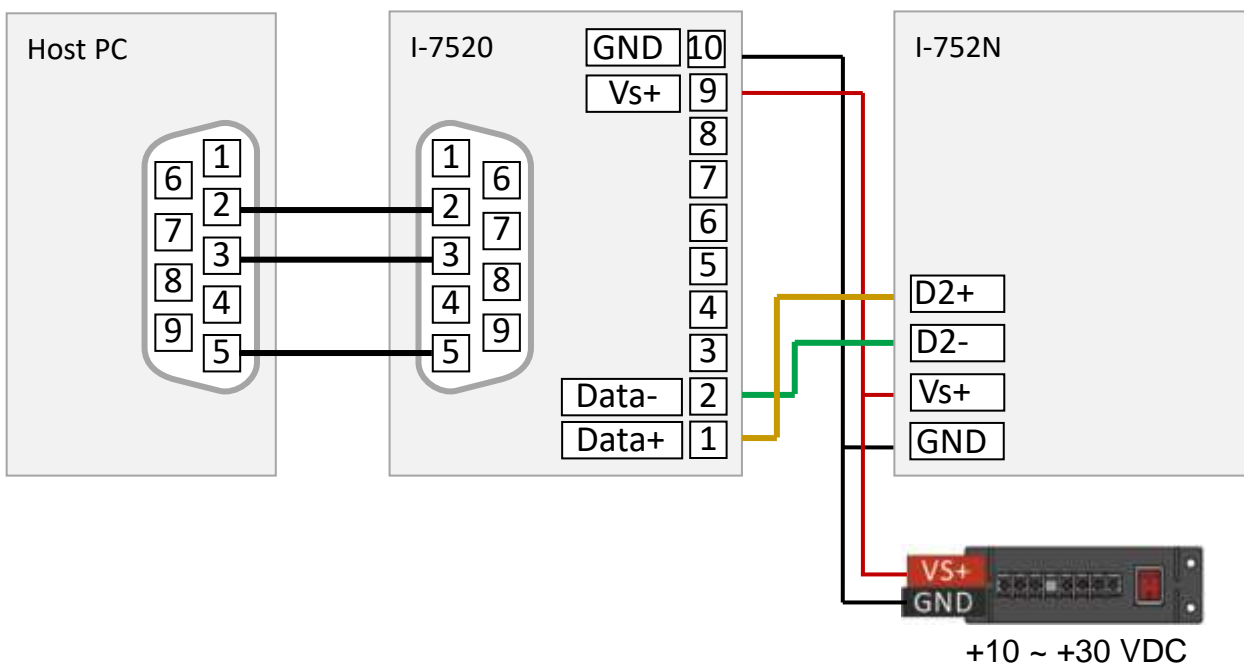 Host PC
1
6
2
7
3
8
4
9
5
I-7520
1
6
2
7
3
8
4
9
5
GND 10
Vs+ 9
8
7
6
5
4
3
Data- 2
Data+ 1
I-752N
D2+
D2-
Vs+
GND
VS+
GND
+10 ~ +30 VDC